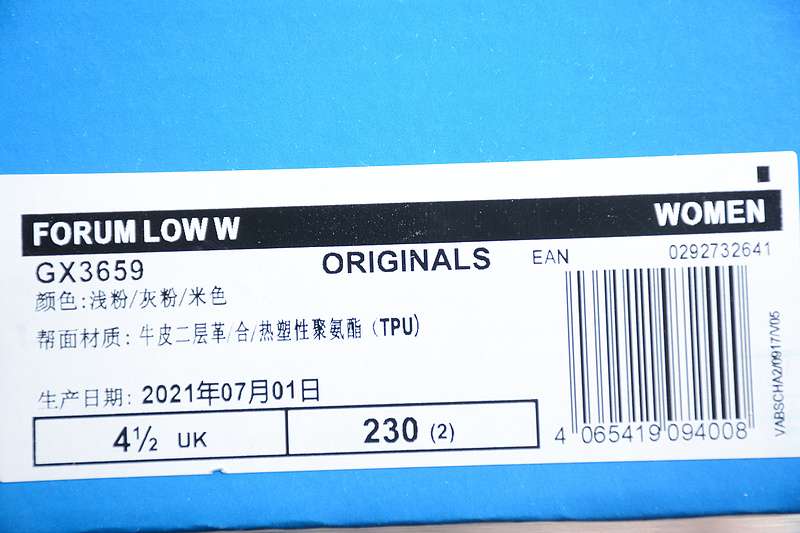 FORUM LOW W WOMEN
GX3659 ORIGINALS EAN 0292732641
颜色:浅粉/灰粉/米色
帮面材质: 牛皮二层革/合/热塑性聚氨酯 (TPU)
生产日期: 2021年07月01日
4½ UK 230 (2)
4 065419 094008
VABSCHA2/0917/V05